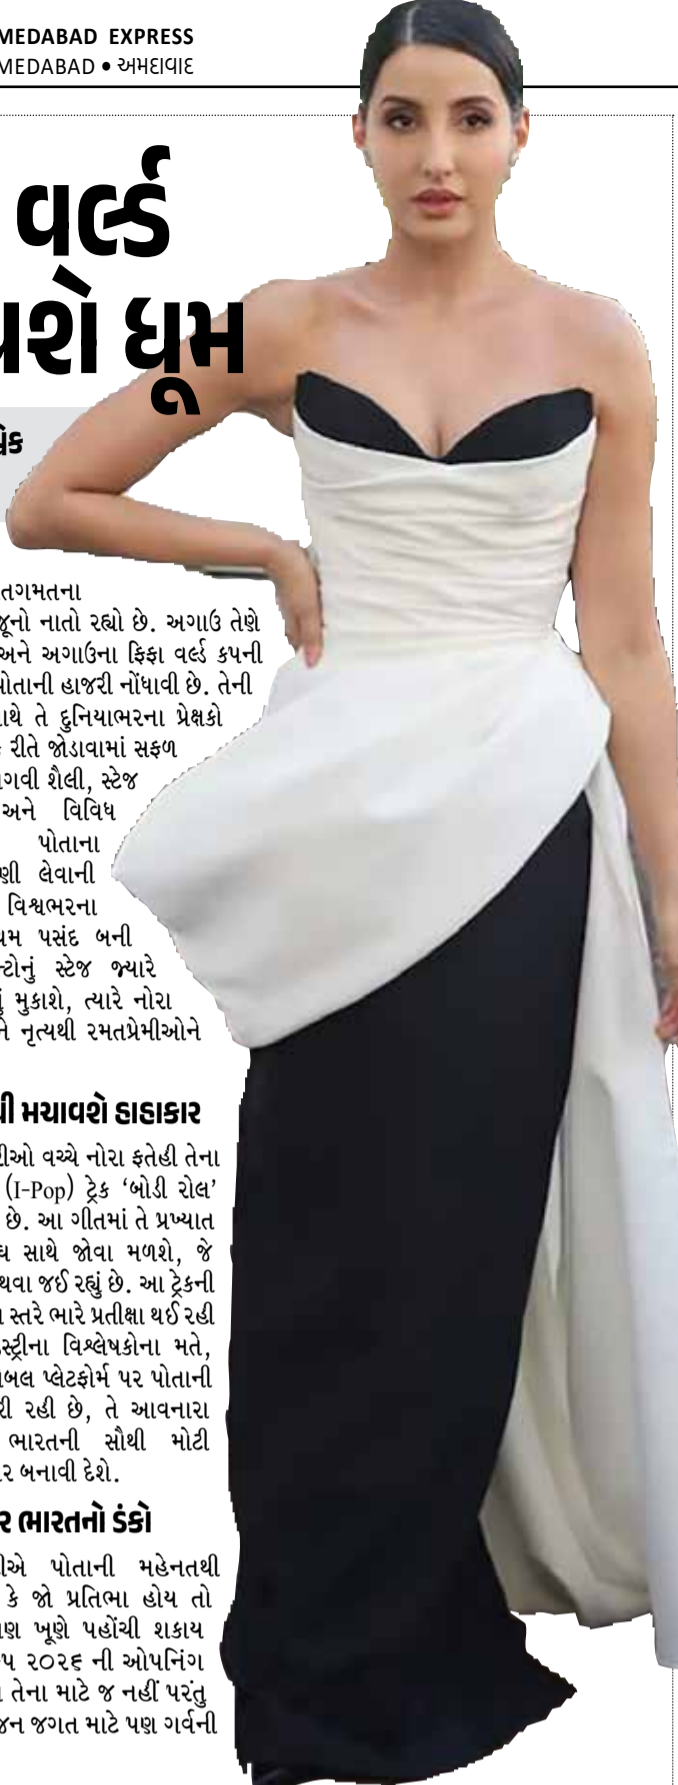 MEDABAD EXPRESS
MEDABAD • અમદાવાદ
વર્લ્ડ
ધૂમ
તગમતના
જૂનો નાતો રહ્યો છે. અગાઉ તેણે
અને અગાઉના ફિફા વર્લ્ડ કપની
પોતાની હાજરી નોંધાવી છે. તેની
તે દુનિયાભરના પ્રેક્ષકો
રીતે જોડાવામાં સફળ
ગવી શૈલી, સ્ટેજ
અને વિવિધ
પોતાના
ણી લેવાની
વિશ્વભરના
પસંદ બની
સ્ટેજ જ્યારે
મુકાશે, ત્યારે નોરા
નૃત્યથી રમતપ્રેમીઓને
થી મચાવશે હાહાકાર
વચ્ચે નોરા ફતેહી તેના
(I-Pop) ટ્રેક ‘બોડી રોલ’
છે. આ ગીતમાં તે પ્રખ્યાત
સાથે જોવા મળશે, જે
થવા જઈ રહ્યું છે. આ ટ્રેકની
સ્તરે ભારે પ્રતીક્ષા થઈ રહી
સ્ટ્રીના વિશ્લેષકોના મતે,
બલ પ્લેટફોર્મ પર પોતાની
રી રહી છે, તે આવનારા
ભારતની સૌથી મોટી
ર બનાવી દેશે.
ર ભારતનો ડંકો
એ પોતાની મહેનતથી
કે જો પ્રતિભા હોય તો
ખૂણે પહોંચી શકાય
૫ ૨૦૨૬ ની ઓપનિંગ
તેના માટે જ નહીં પરંતુ
જન જગત માટે પણ ગર્વની